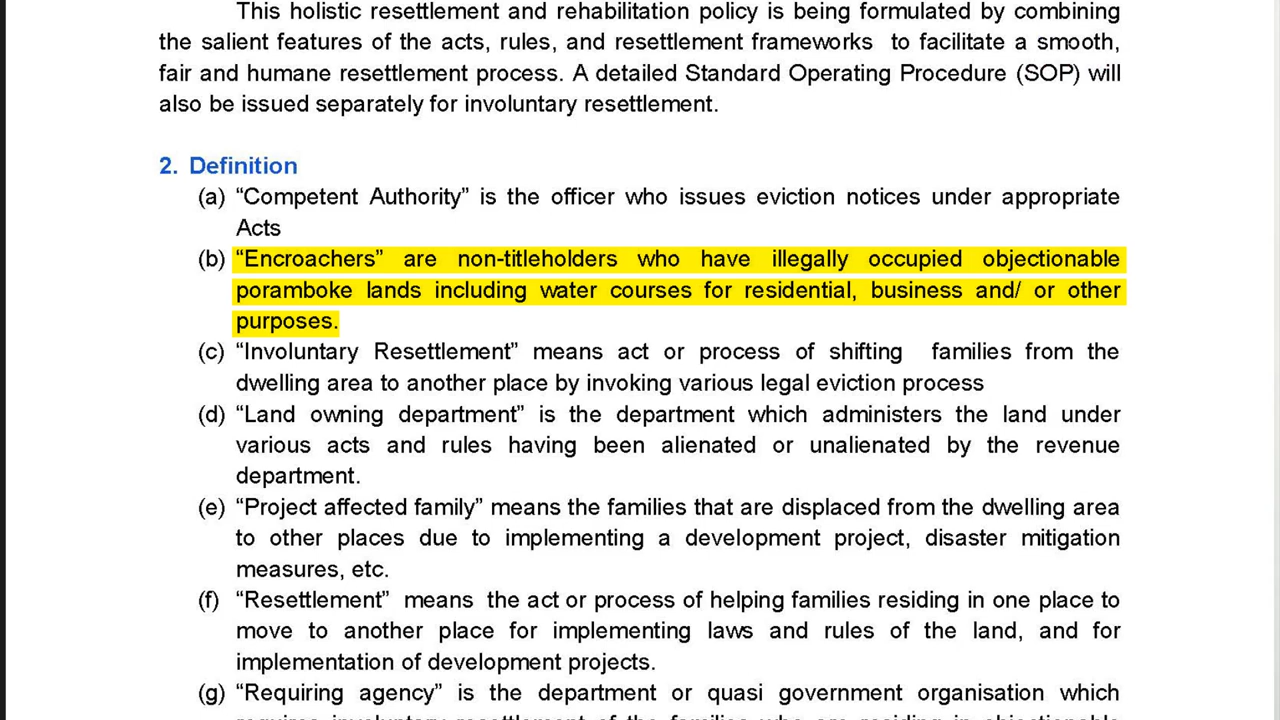 This holistic resettlement and rehabilitation policy is being formulated by combining
the salient features of the acts, rules, and resettlement frameworks to facilitate a smooth,
fair and humane resettlement process. A detailed Standard Operating Procedure (SOP) will
also be issued separately for involuntary resettlement.
2. Definition
(a) “Competent Authority” is the officer who issues eviction notices under appropriate
Acts
(b) “Encroachers” are non-titleholders who have illegally occupied objectionable
poramboke lands including water courses for residential, business and/ or other
purposes.
(c) “Involuntary Resettlement” means act or process of shifting families from the
dwelling area to another place by invoking various legal eviction process
(d) “Land owning department” is the department which administers the land under
various acts and rules having been alienated or unalienated by the revenue
department.
(e) “Project affected family” means the families that are displaced from the dwelling area
to other places due to implementing a development project, disaster mitigation
measures, etc.
(f) “Resettlement” means the act or process of helping families residing in one place to
move to another place for implementing laws and rules of the land, and for
implementation of development projects.
(g) “Requiring agency” is the department or quasi government organisation which